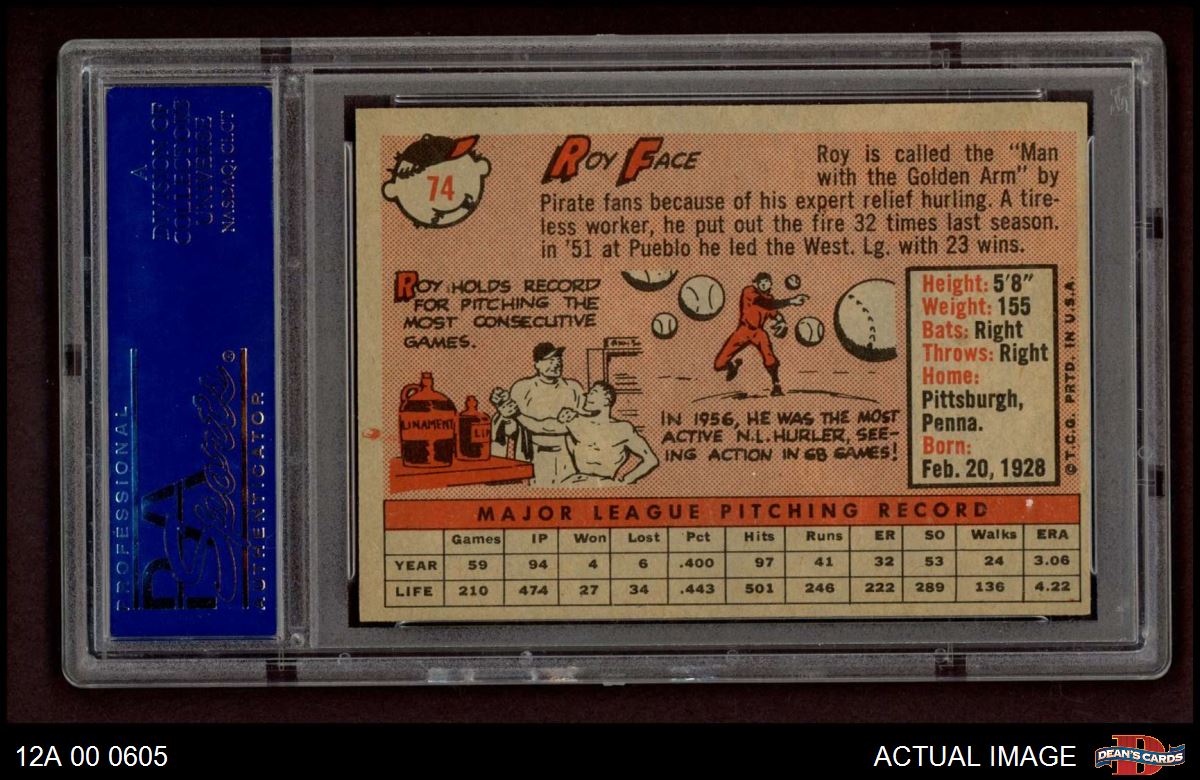 A
DIVISION OF
COLLECTORS
UNIVERSE
NASDAQ: CLCT
PROFESSIONAL
PSA
Sports ®
AUTHENTICATOR
74
ROY FACE
Roy is called the "Man
with the Golden Arm" by
Pirate fans because of his expert relief hurling. A tire-
less worker, he put out the fire 32 times last season.
in '51 at Pueblo he led the West. Lg. with 23 wins.
ROY HOLDS RECORD
FOR PITCHING THE
MOST CONSECUTIVE
GAMES.
LINAMENT
LIN
IN 1956, HE WAS THE MOST
ACTIVE N.L. HURLER, SEE-
ING ACTION IN 68 GAMES!
Height: 5'8"
Weight: 155
Bats: Right
Throws: Right
Home:
Pittsburgh,
Penna.
Born:
Feb. 20, 1928
© T.C.G. PRTD. IN U.S.A.
MAJOR LEAGUE PITCHING RECORD
Games IP Won Lost Pct Hits Runs ER SO Walks ERA
YEAR 59 94 4 6 .400 97 41 32 53 24 3.06
LIFE 210 474 27 34 .443 501 246 222 289 136 4.22
12A 00 0605
ACTUAL IMAGE
D
DEAN'S CARDS